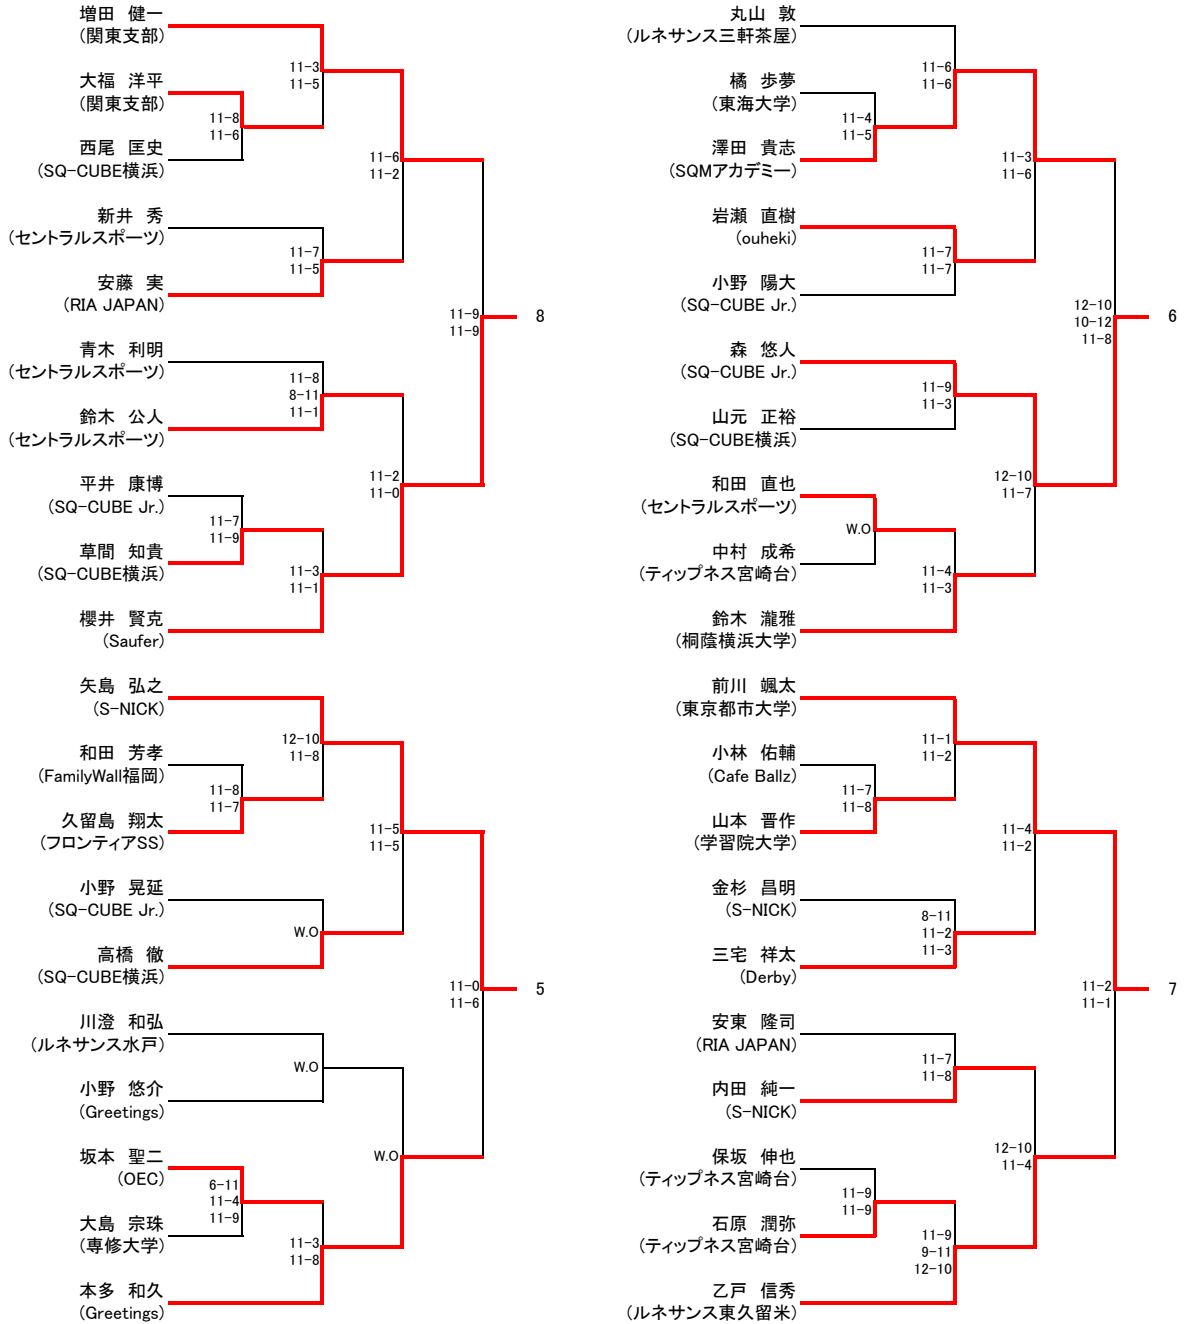 増田 健一
(関東支部)
11-3
11-5
大福 洋平
(関東支部)
11-8
11-6
西尾 匡史
(SQ-CUBE横浜)
11-6
11-2
新井 秀
(セントラルスポーツ)
11-7
11-5
安藤 実
(RIA JAPAN)
11-9
11-9
8
青木 利明
(セントラルスポーツ)
11-8
8-11
11-1
鈴木 公人
(セントラルスポーツ)
11-2
11-0
平井 康博
(SQ-CUBE Jr.)
11-7
11-9
草間 知貴
(SQ-CUBE横浜)
11-3
11-1
櫻井 賢克
(Saufer)
矢島 弘之
(S-NICK)
12-10
11-8
和田 芳孝
(FamilyWall福岡)
11-8
11-7
久留島 翔太
(フロンティアSS)
11-5
11-5
小野 晃延
(SQ-CUBE Jr.)
W.O
高橋 徹
(SQ-CUBE横浜)
11-0
11-6
5
川澄 和弘
(ルネサンス水戸)
W.O
小野 悠介
(Greetings)
W.O
坂本 聖二
(OEC)
6-11
11-4
11-9
大島 宗珠
(専修大学)
11-3
11-8
本多 和久
(Greetings)
丸山 敦
(ルネサンス三軒茶屋)
11-6
11-6
橘 歩夢
(東海大学)
11-4
11-5
澤田 貴志
(SQMアカデミー)
11-3
11-6
岩瀬 直樹
(ouheki)
11-7
11-7
小野 陽大
(SQ-CUBE Jr.)
12-10
10-12
11-8
6
森 悠人
(SQ-CUBE Jr.)
11-9
11-3
山元 正裕
(SQ-CUBE横浜)
12-10
11-7
和田 直也
(セントラルスポーツ)
W.O
中村 成希
(ティップネス宮崎台)
11-4
11-3
鈴木 瀧雅
(桐蔭横浜大学)
前川 颯太
(東京都市大学)
11-1
11-2
小林 佑輔
(Cafe Ballz)
11-7
11-8
山本 晋作
(学習院大学)
11-4
11-2
金杉 昌明
(S-NICK)
8-11
11-2
11-3
三宅 祥太
(Derby)
11-2
11-1
7
安東 隆司
(RIA JAPAN)
11-7
11-8
内田 純一
(S-NICK)
12-10
11-4
保坂 伸也
(ティップネス宮崎台)
11-9
11-9
石原 潤弥
(ティップネス宮崎台)
11-9
9-11
12-10
乙戸 信秀
(ルネサンス東久留米)